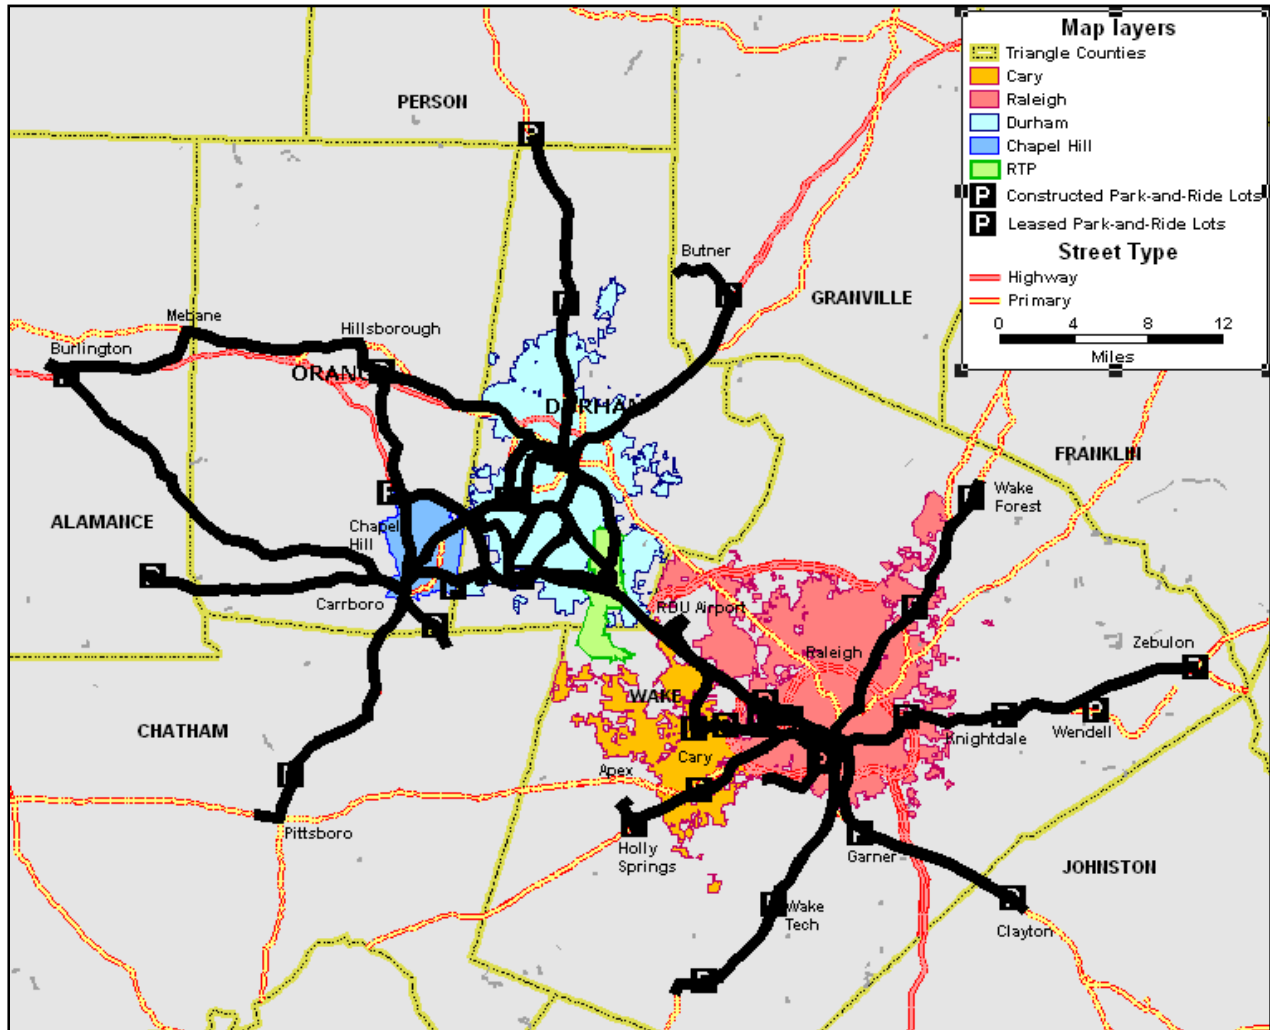 Map layers
Triangle Counties
Cary
Raleigh
Durham
Chapel Hill
RTP
P Constructed Park-and-Ride Lots
P Leased Park-and-Ride Lots
Street Type
Highway
Primary
0 4 8 12
Miles
PERSON
P
Butner
GRANVILLE
Mebane
Hillsborough
Burlington
ORANG
DURHAM
FRANKLIN
Wake
Forest
ALAMANCE
P
Chapel
Hill
Carrboro
RDU Airport
Raleigh
Zebulon
WAKE
CHATHAM
Knightdale
P
Wendell
Cary
P
Apex
Pittsboro
Holly
Springs
Garner
JOHNSTON
Wake
Tech
Clayton